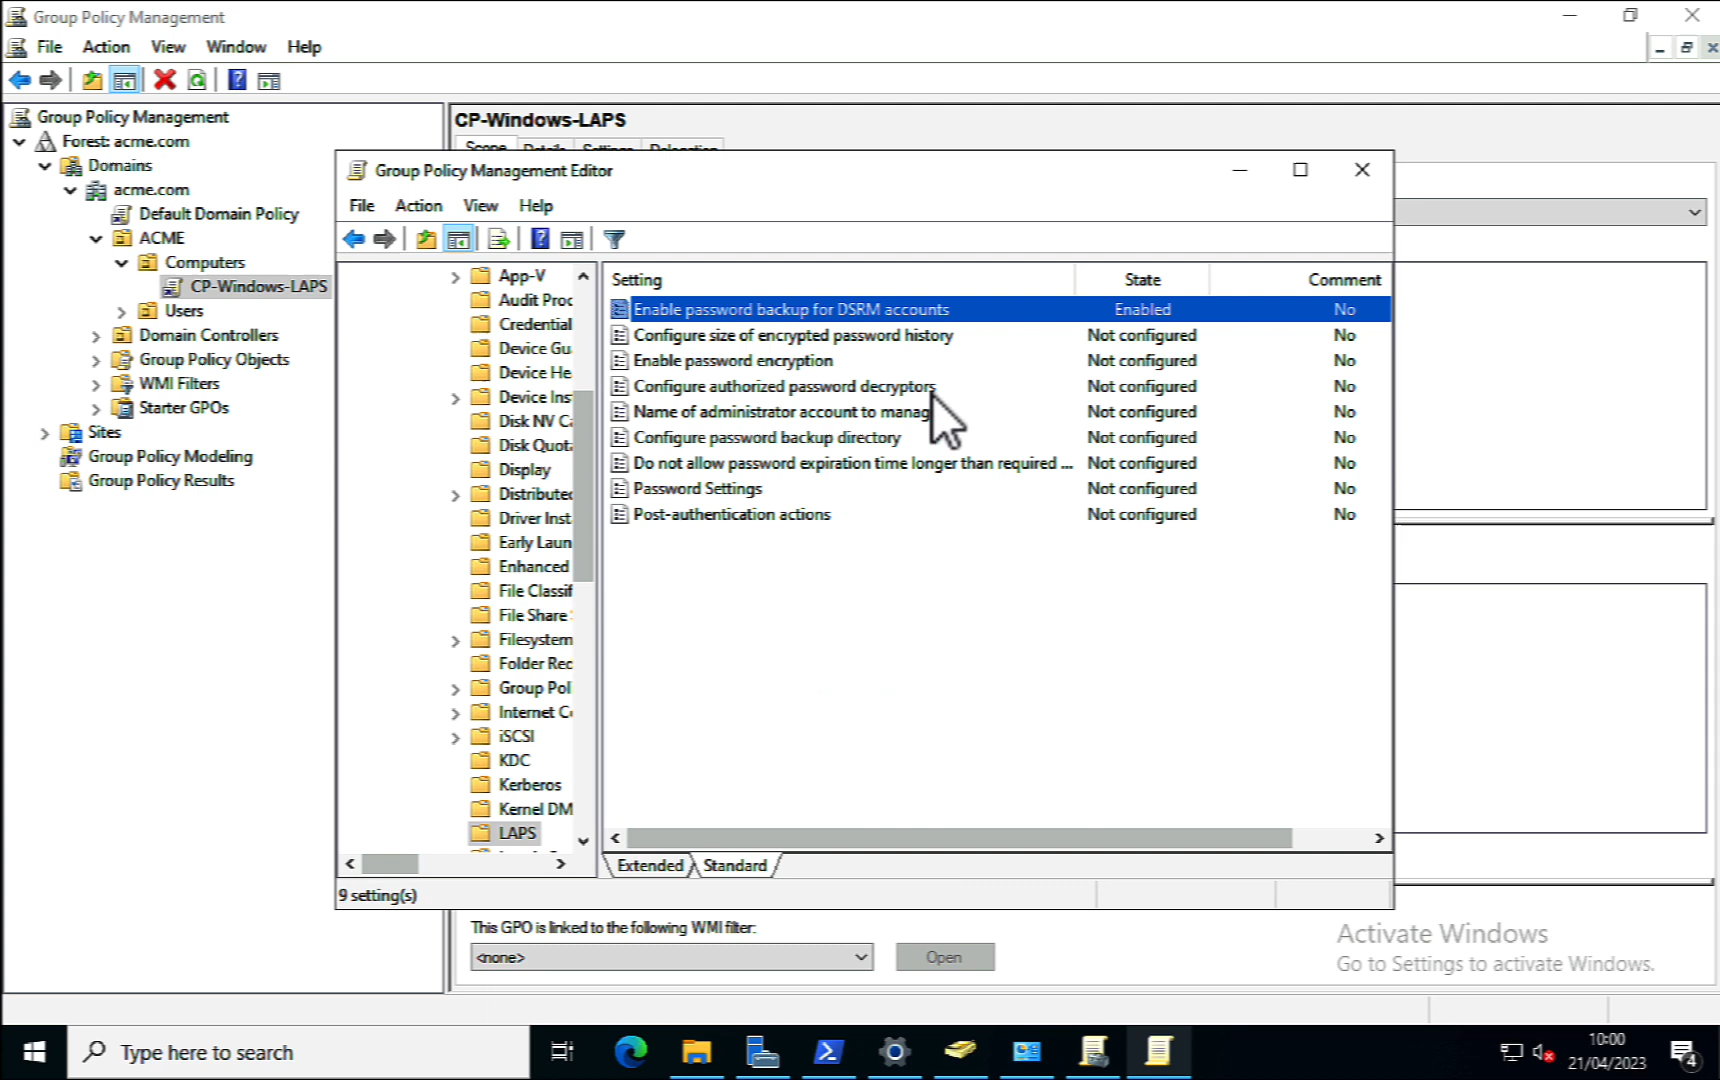 Group Policy Management
File Action View Window Help
Group Policy Management
Forest: acme.com
Domains
acme.com
Default Domain Policy
ACME
Computers
CP-Windows-LAPS
Users
Domain Controllers
Group Policy Objects
WMI Filters
Starter GPOs
Sites
Group Policy Modeling
Group Policy Results
CP-Windows-LAPS
Scope Details Settings Delegation
Group Policy Management Editor
File Action View Help
App-V
Audit Proc
Credential
Device Gu
Device He
Device Ins
Disk NV Ca
Disk Quot
Display
Distributed
Driver Inst
Early Laun
Enhanced
File Classif
File Share
Filesystem
Folder Red
Group Pol
Internet C
iSCSI
KDC
Kerberos
Kernel DM
LAPS
Setting State Comment
Enable password backup for DSRM accounts Enabled No
Configure size of encrypted password history Not configured No
Enable password encryption Not configured No
Configure authorized password decryptors Not configured No
Name of administrator account to manag Not configured No
Configure password backup directory Not configured No
Do not allow password expiration time longer than required ... Not configured No
Password Settings Not configured No
Post-authentication actions Not configured No
Extended Standard
9 setting(s)
This GPO is linked to the following WMI filter:
<none> Open
Activate Windows
Go to Settings to activate Windows.
Type here to search
10:00
21/04/2023
4